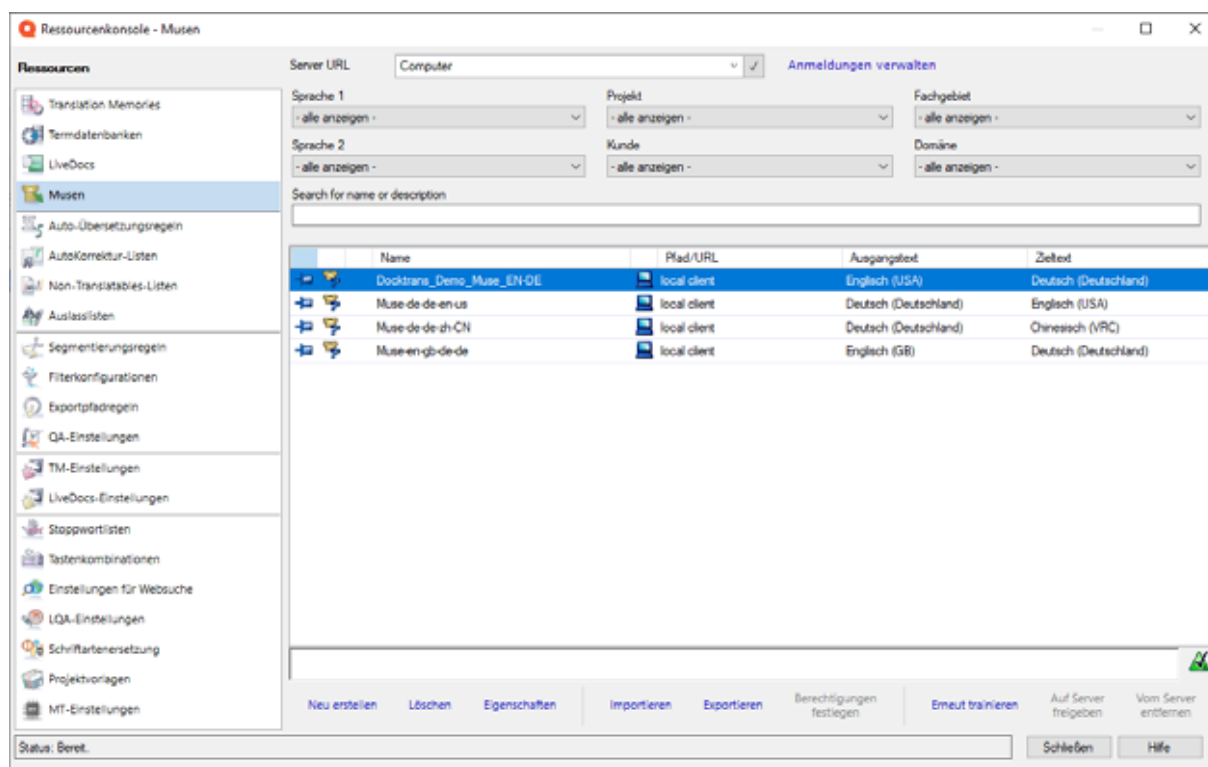 Ressourcenkonsole - Musen
Ressourcen
Server URL
Computer
Anmeldungen verwalten
Translation Memories
Termdatenbanken
LiveDocs
Musen
Auto-Übersetzungsregeln
AutoKorrektur-Listen
Non-Translatables-Listen
Auslasslisten
Segmentierungsregeln
Filterkonfigurationen
Exportpfadregeln
QA-Einstellungen
TM-Einstellungen
LiveDocs-Einstellungen
Stoppwortlisten
Tastenkombinationen
Einstellungen für Websuche
LQA-Einstellungen
Schriftartenersetzung
Projektvorlagen
MT-Einstellungen
Sprache 1 Projekt Fachgebiet
- alle anzeigen - - alle anzeigen - - alle anzeigen -
Sprache 2 Kunde Domäne
- alle anzeigen - - alle anzeigen - - alle anzeigen -
Search for name or description
Name Pfad/URL Ausgangstext Zieltext
Docktrans_Demo_Muse_EN-DE local client Englisch (USA) Deutsch (Deutschland)
Muse-de-de-en-us local client Deutsch (Deutschland) Englisch (USA)
Muse-de-de-zh-CN local client Deutsch (Deutschland) Chinesisch (VRC)
Muse-en-gb-de-de local client Englisch (GB) Deutsch (Deutschland)
Neu erstellen Löschen Eigenschaften Importieren Exportieren Berechtigungen festlegen Erneut trainieren Auf Server freigeben Vom Server entfernen
Status: Bereit.
Schließen Hilfe